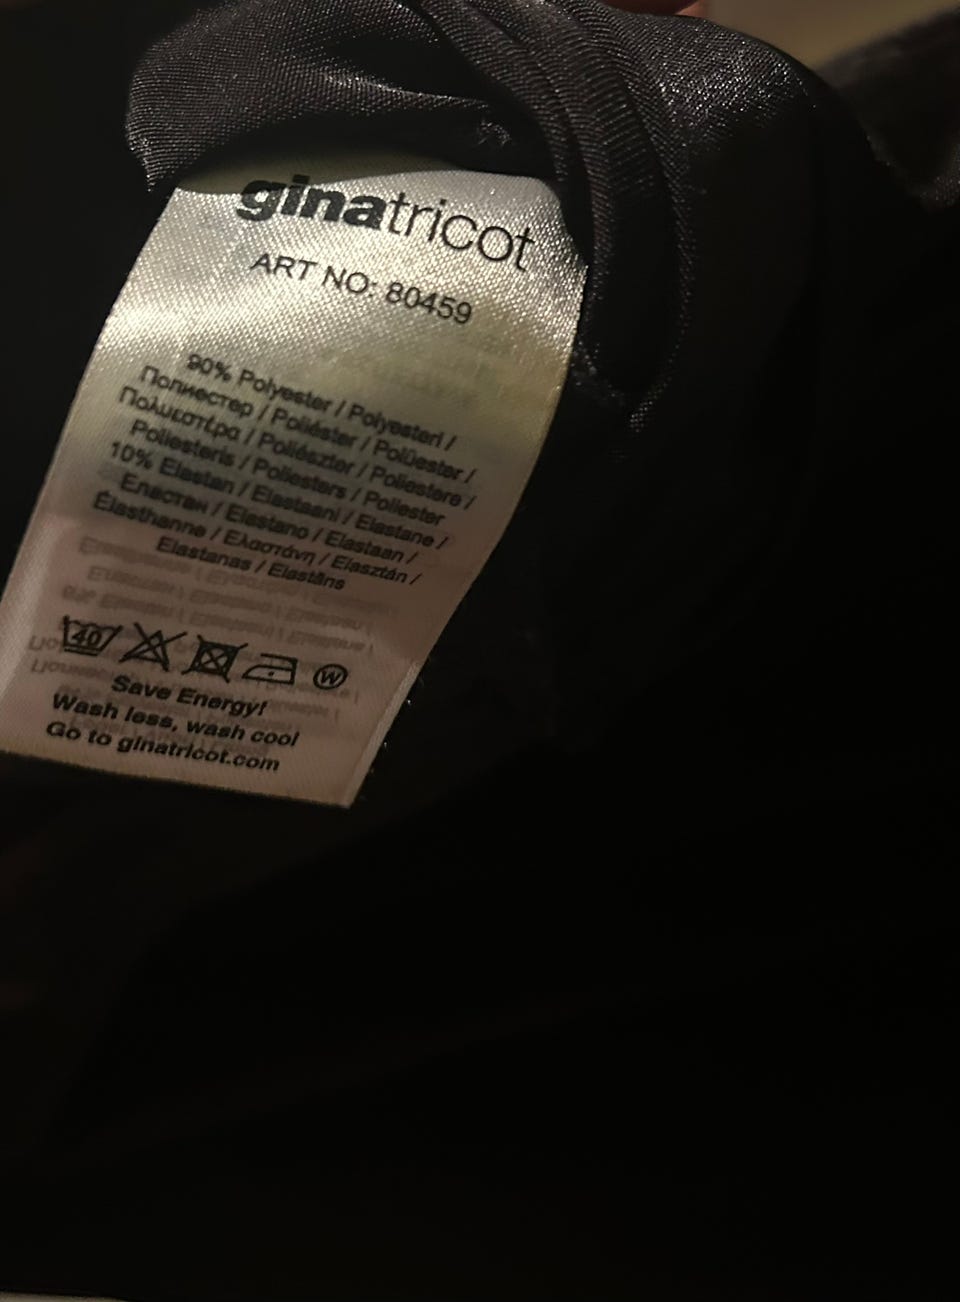 ginatricot
ART NO: 80459
90% Polyester / Polyesteri /
Полиестер / Poliéster / Polüester /
Πολυεστέρα / Poliészter / Poliestere /
Poliesteris / Poliesters / Poliester
10% Elastan / Elastaani / Elastane /
Еластан / Elastano / Elastaan /
Élasthanne / Ελαστάνη / Elasztán /
Elastanas / Elastāns
40
W
Save Energy!
Wash less, wash cool
Go to ginatricot.com